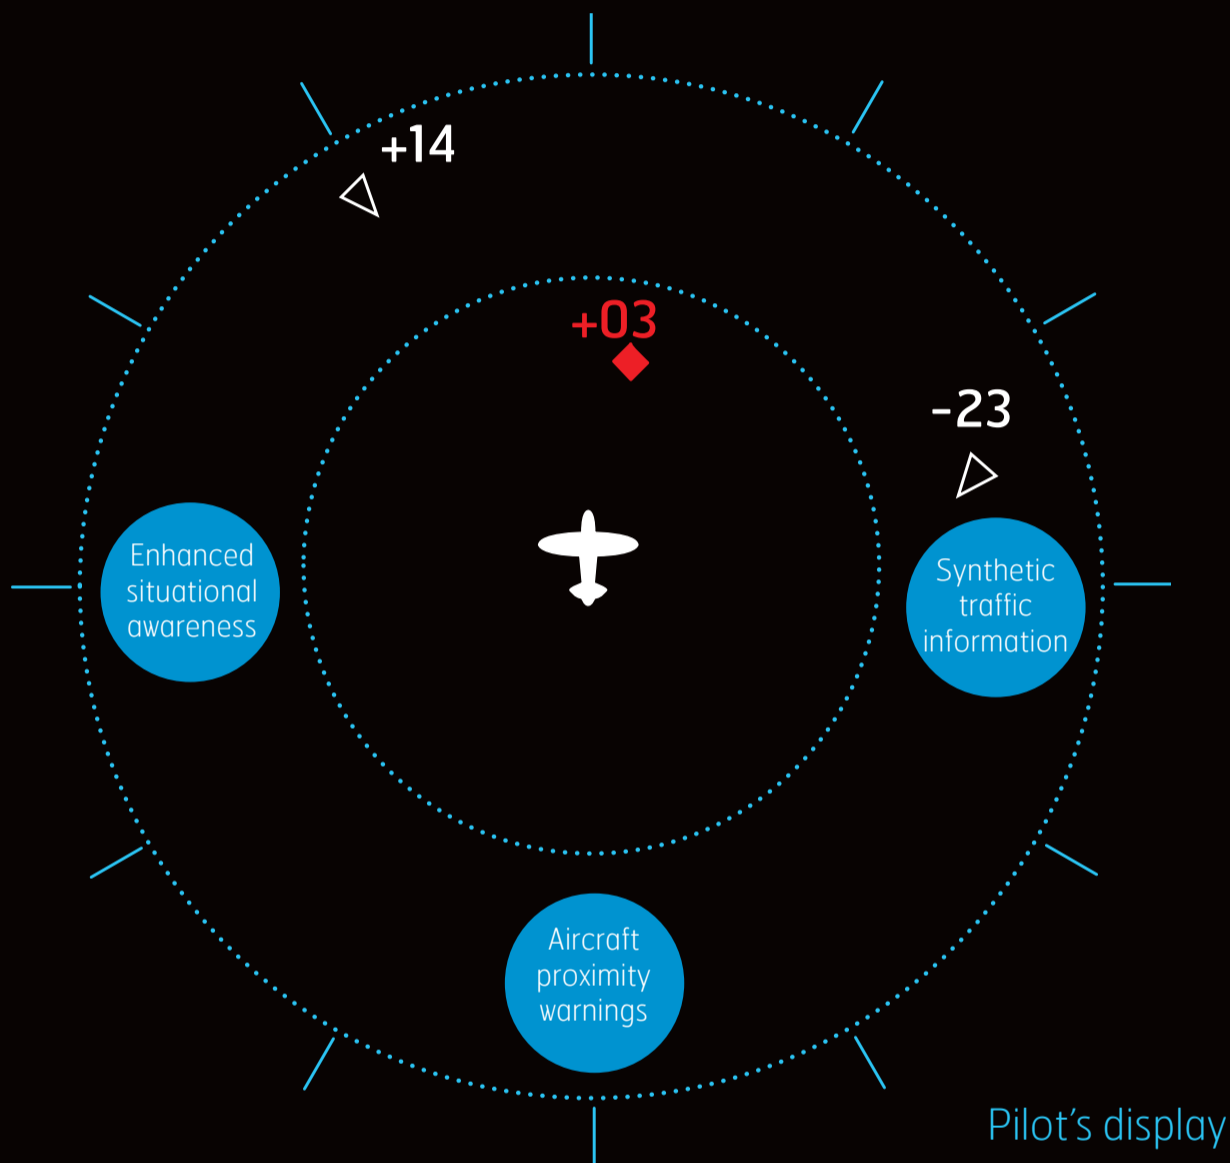 +14
+03
-23
Enhanced
situational
awareness
Synthetic
traffic
information
Aircraft
proximity
warnings
Pilot’s display